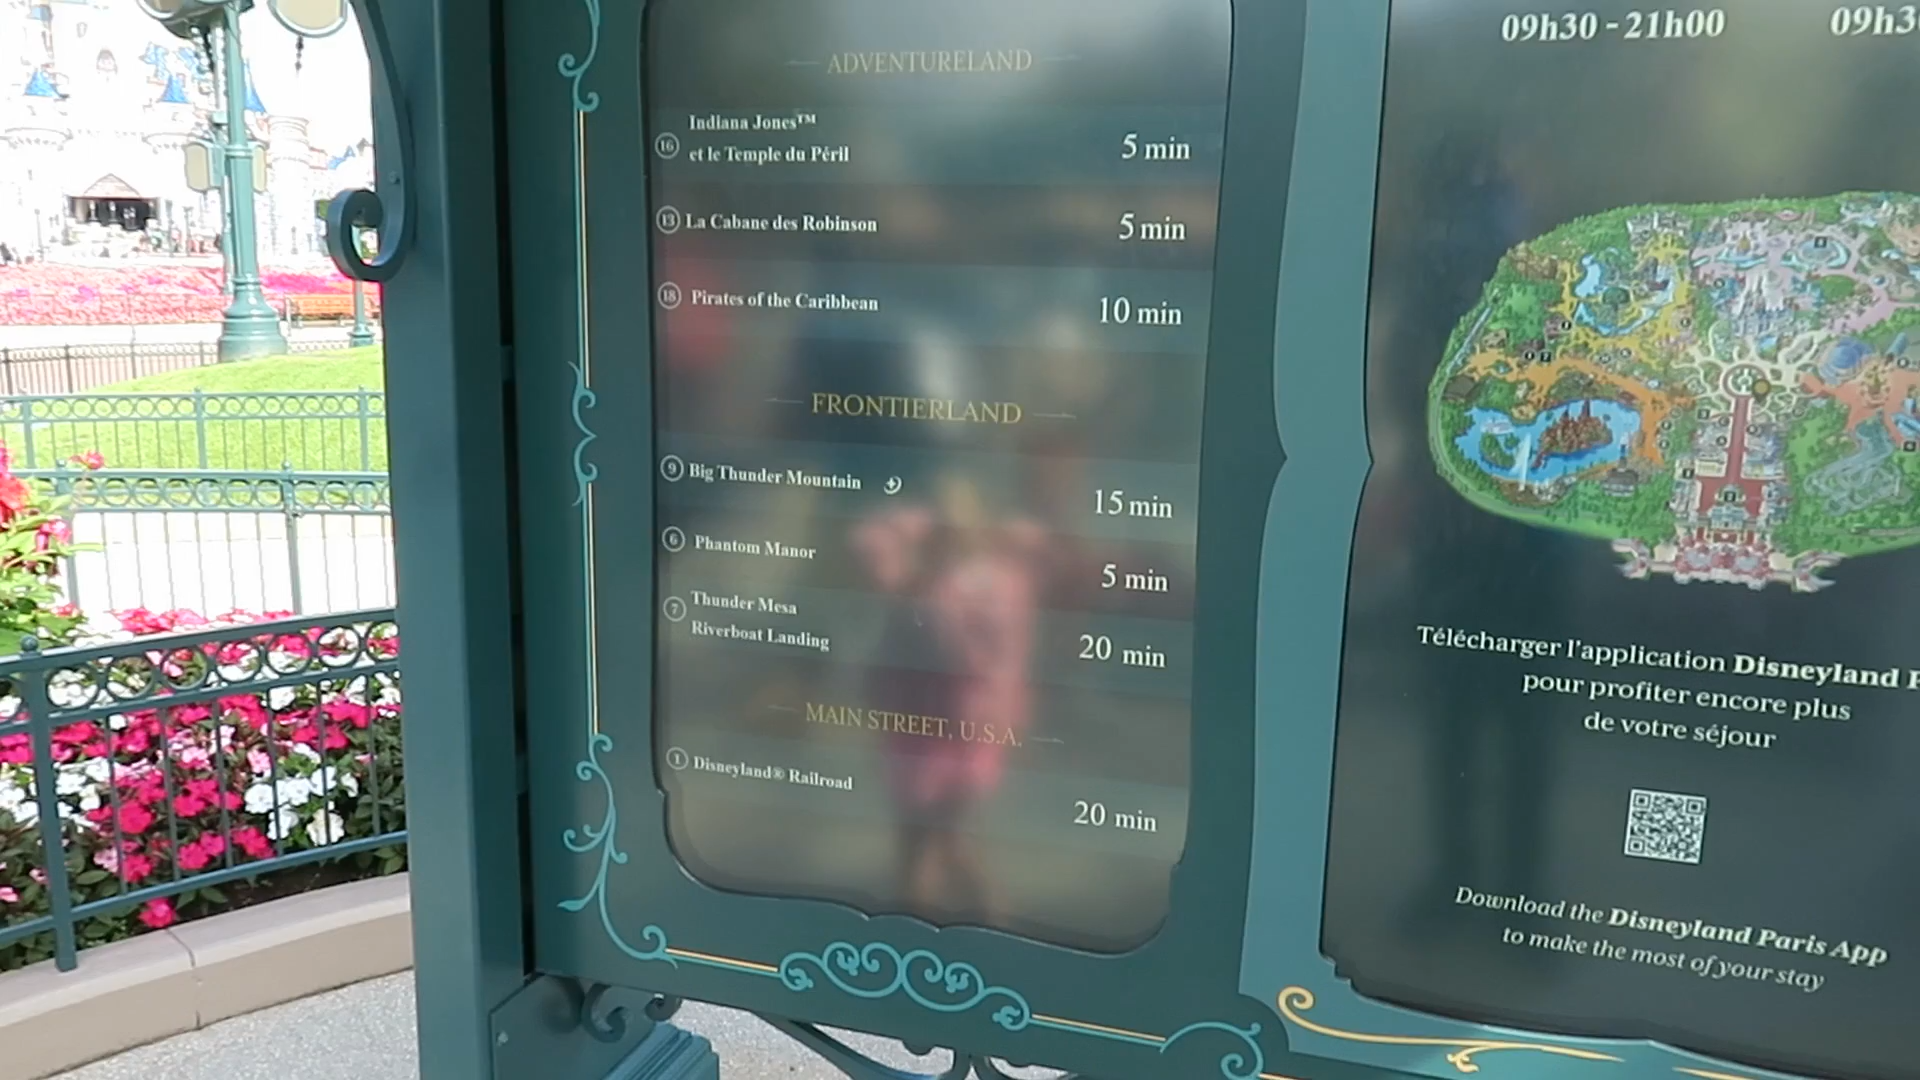 ADVENTURELAND
16 Indiana Jones™
et le Temple du Péril
5 min
13 La Cabane des Robinson 5 min
18 Pirates of the Caribbean 10 min
FRONTIERLAND
9 Big Thunder Mountain 15 min
6 Phantom Manor 5 min
7 Thunder Mesa
Riverboat Landing
20 min
MAIN STREET, U.S.A.
1 Disneyland® Railroad 20 min
09h30 - 21h00 09h3
Télécharger l'application Disneyland P
pour profiter encore plus
de votre séjour
Download the Disneyland Paris App
to make the most of your stay